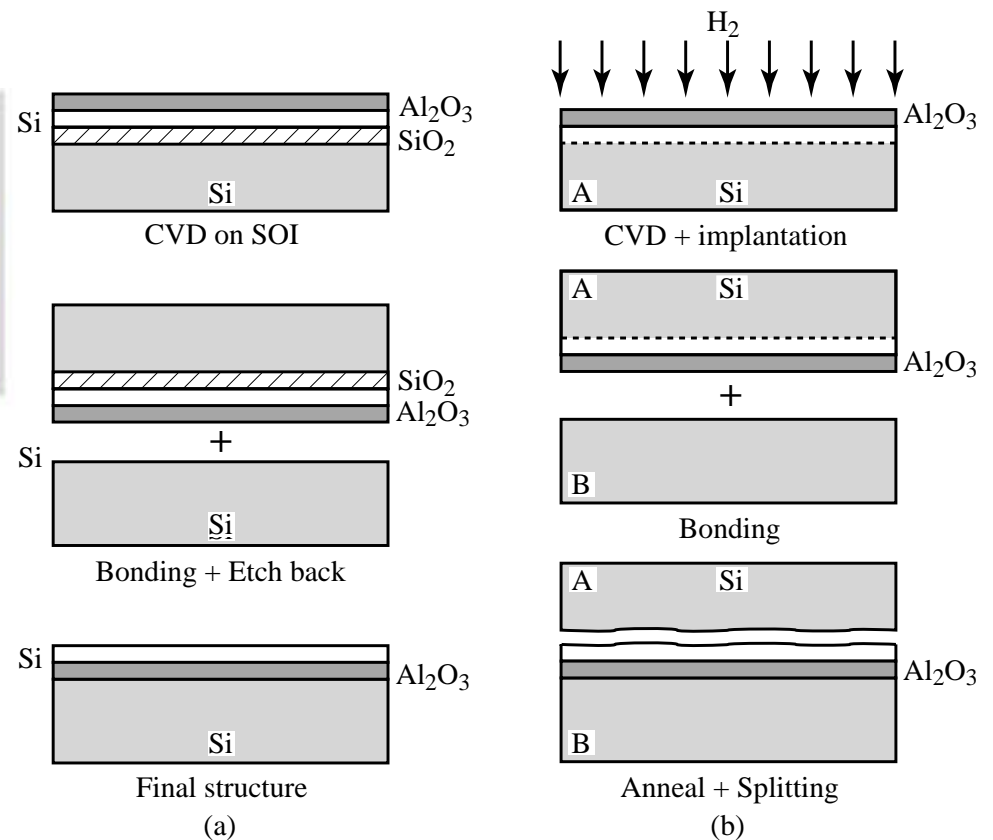 Si
Al₂O₃
SiO₂
Si
CVD on SOI
SiO₂
Al₂O₃
+
Si
Si
Bonding + Etch back
Si
Al₂O₃
Si
Final structure
(a)
H₂
Al₂O₃
A
Si
CVD + implantation
A
Si
Al₂O₃
+
B
Bonding
A
Si
Al₂O₃
B
Anneal + Splitting
(b)